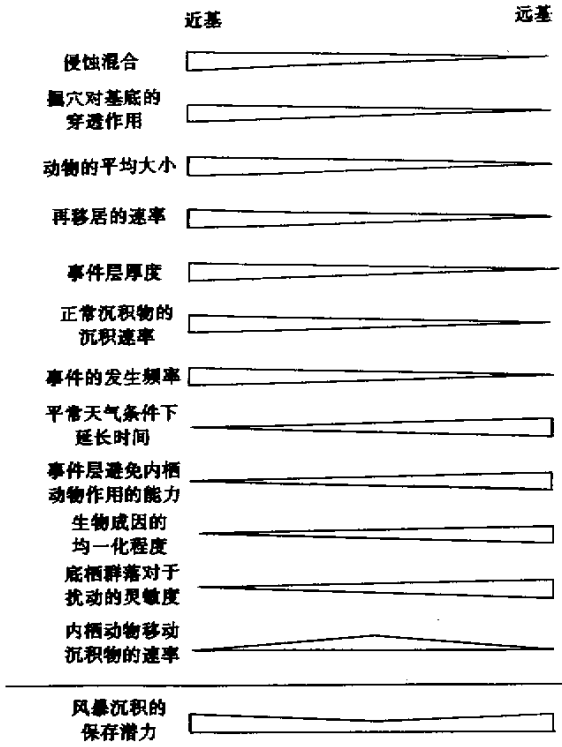 近基 远基
侵蚀混合
掘穴对基底的
穿透作用
动物的平均大小
再移居的速率
事件层厚度
正常沉积物的
沉积速率
事件的发生频率
平常天气条件下
延长时间
事件层避免内栖
动物作用的能力
生物成因的
均一化程度
底栖群落对于
扰动的灵敏度
内栖动物移动
沉积物的速率
风暴沉积的
保存潜力